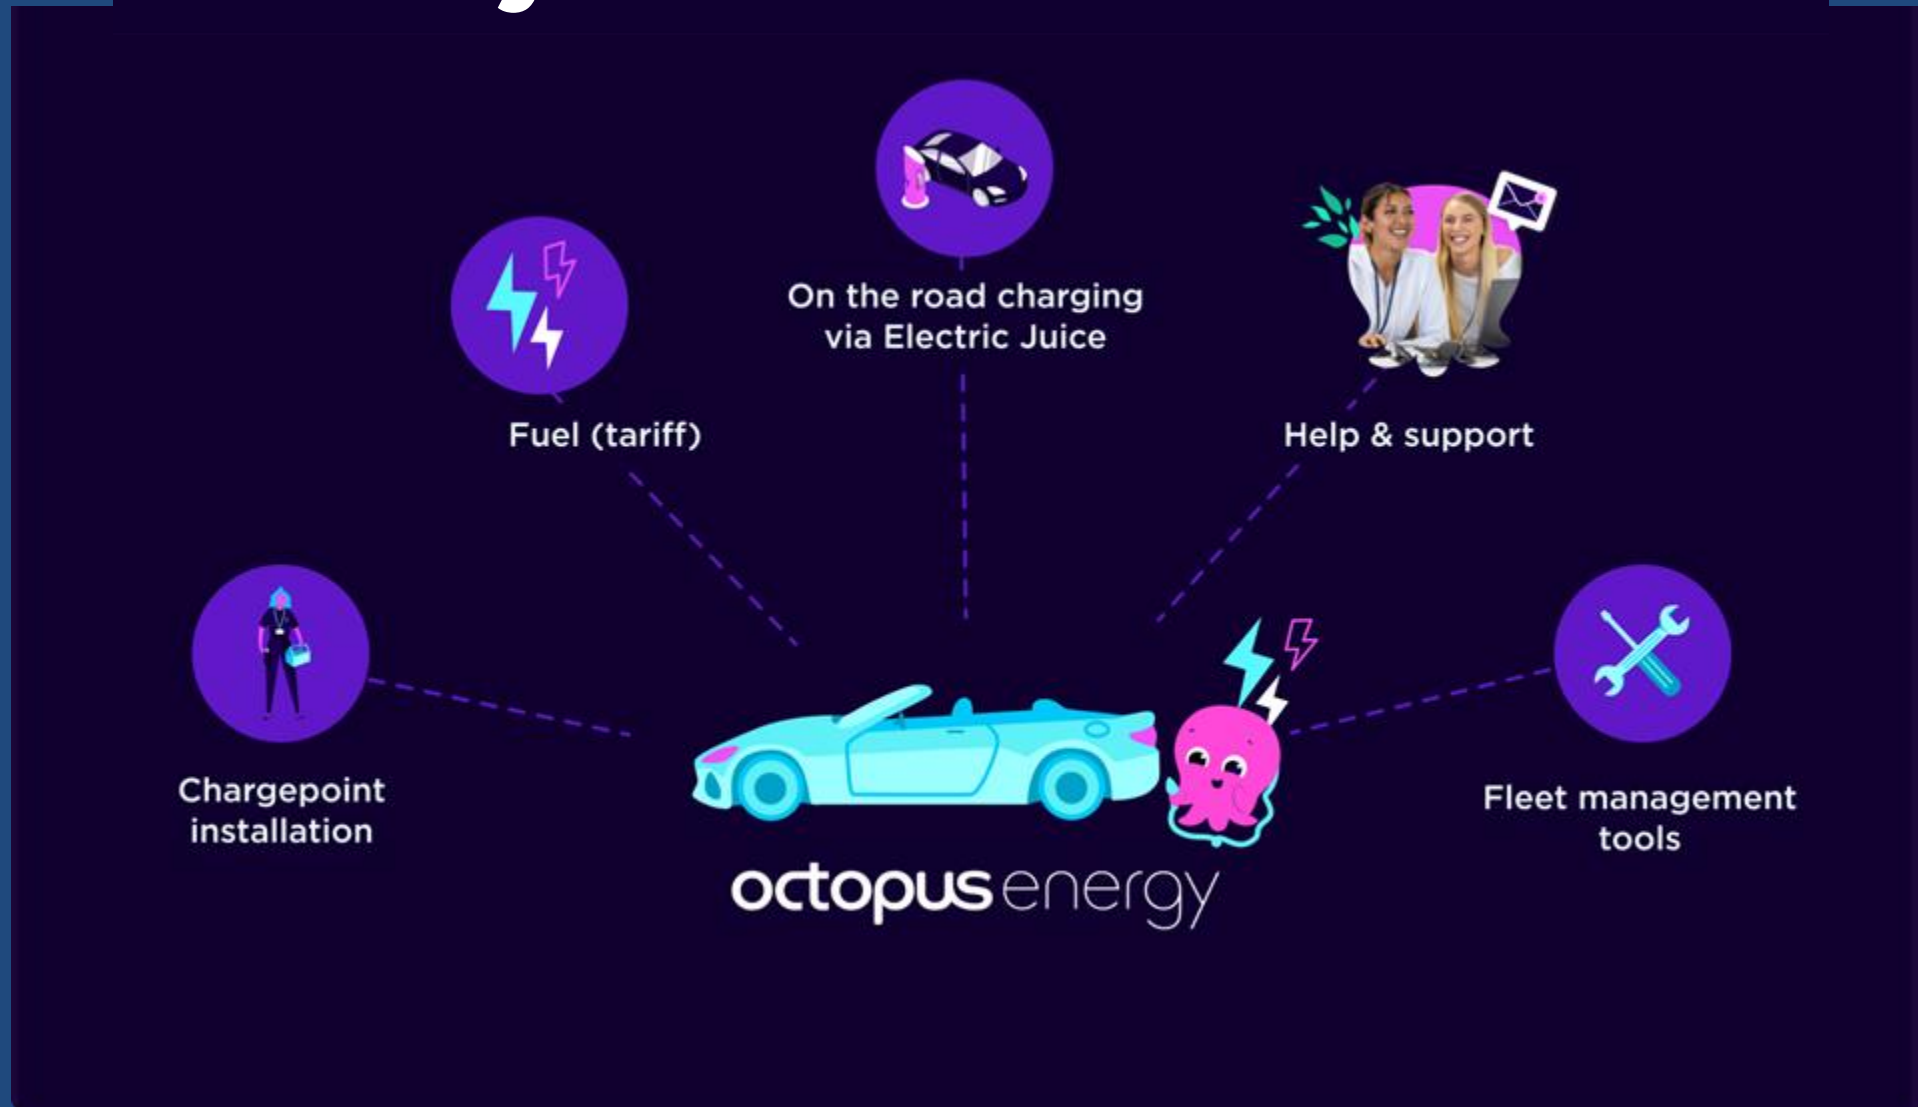 On the road charging
via Electric Juice
Fuel (tariff)
Help & support
Chargepoint
installation
Fleet management
tools
octopus energy